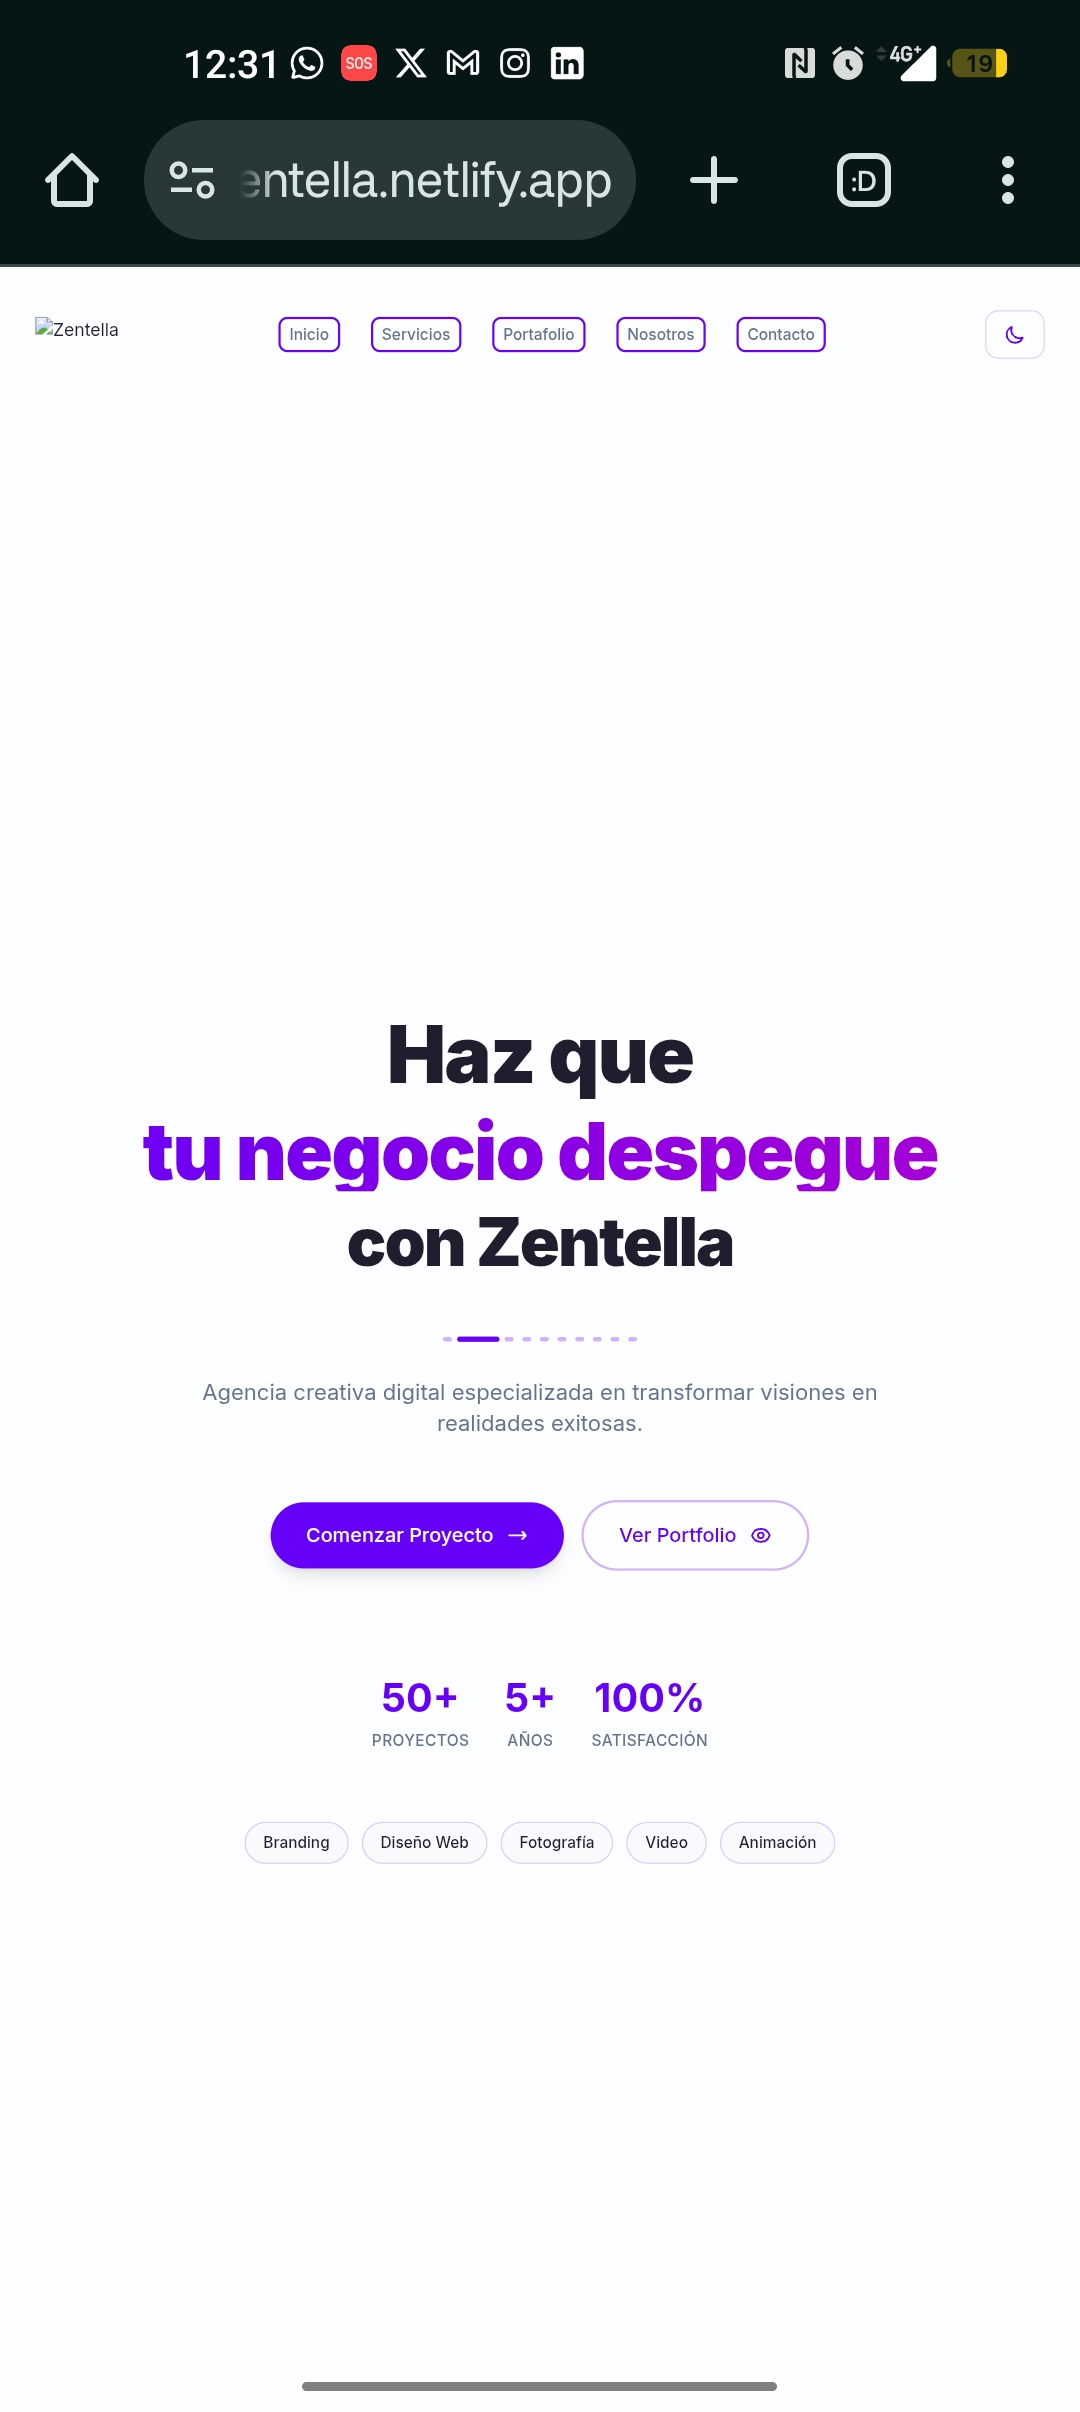 12:31 SOS 4G+ 19
entella.netlify.app :D
Zentella Inicio Servicios Portafolio Nosotros Contacto
Haz que
tu negocio despegue
con Zentella
Agencia creativa digital especializada en transformar visiones en
realidades exitosas.
Comenzar Proyecto → Ver Portfolio
50+ 5+ 100%
PROYECTOS AÑOS SATISFACCIÓN
Branding Diseño Web Fotografía Video Animación